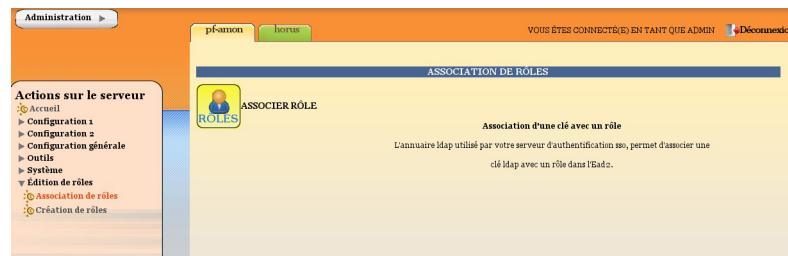 Administration
pf-amon
horus
VOUS ÊTES CONNECTÉ(E) EN TANT QUE ADMIN
Déconnexio
ASSOCIATION DE RÔLES
Actions sur le serveur
Accueil
Configuration 1
Configuration 2
Configuration générale
Outils
Système
Édition de rôles
Association de rôles
Création de rôles
ROLES
ASSOCIER RÔLE
Association d'une clé avec un rôle
L'annuaire ldap utilisé par votre serveur d'authentification sso, permet d'associer une
clé ldap avec un rôle dans l'Ead2.